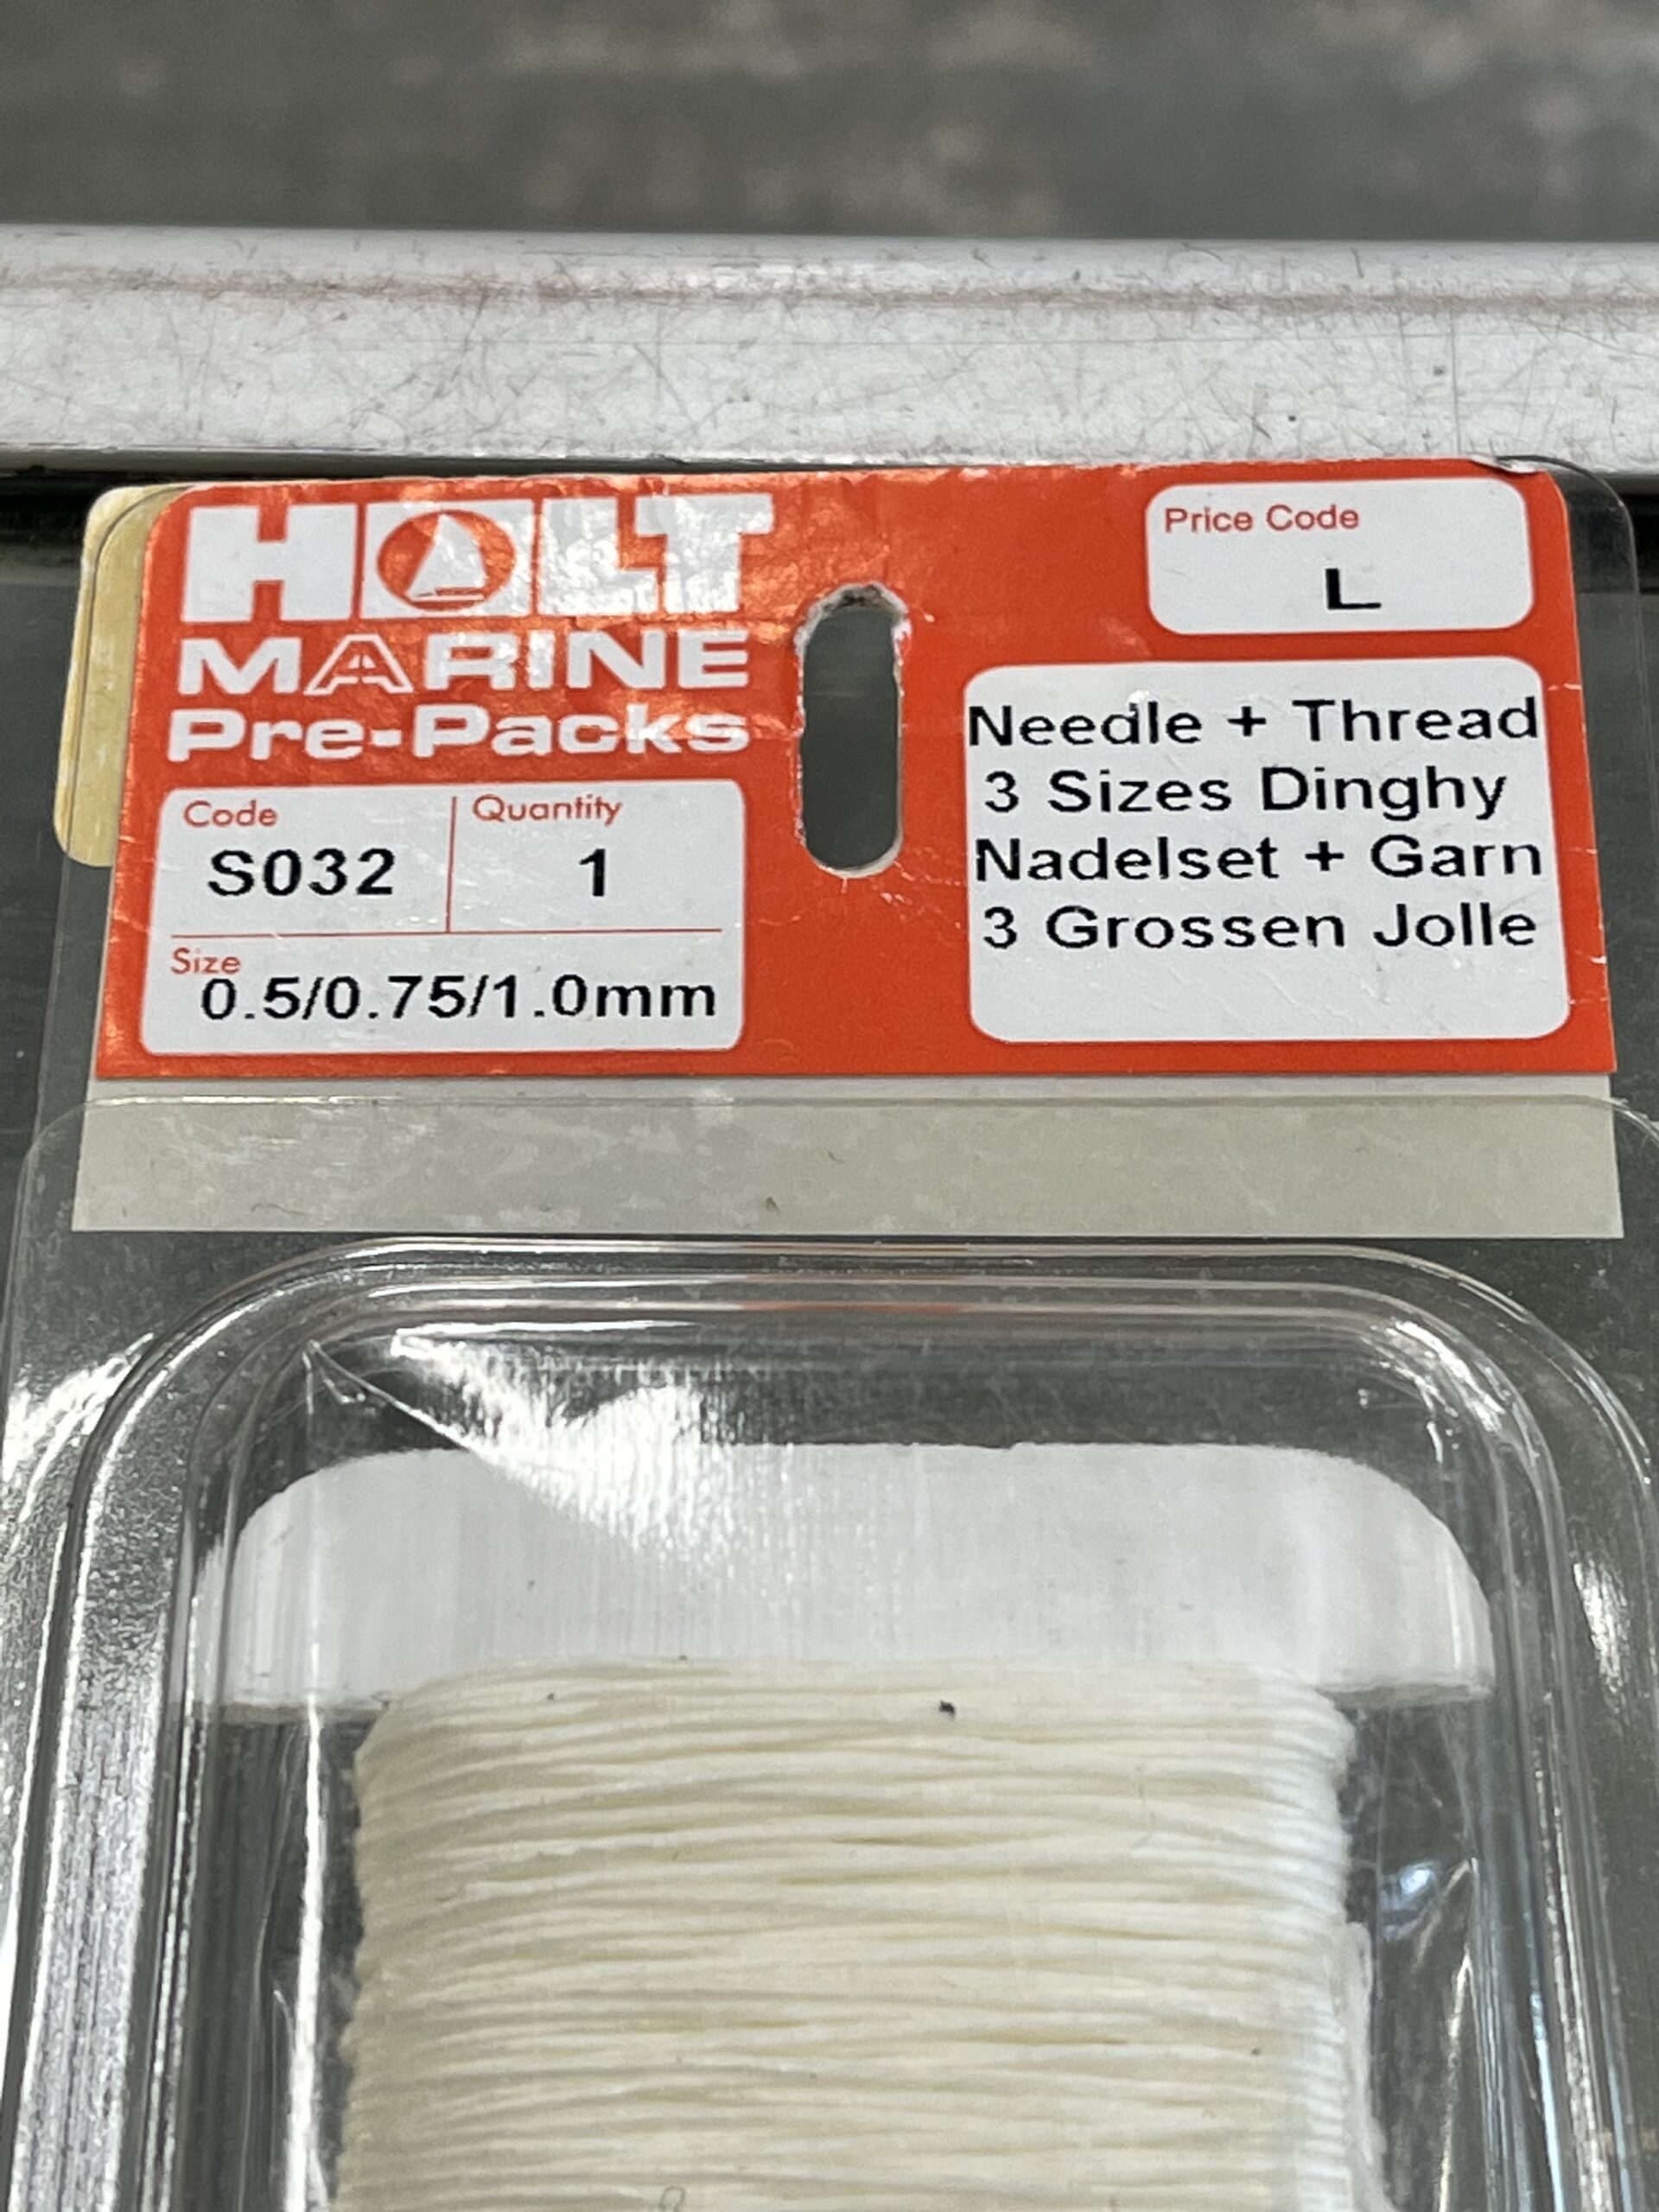 HOLT
MARINE
Pre-Packs
Code
S032
Quantity
1
Size
0.5/0.75/1.0mm
Price Code
L
Needle + Thread
3 Sizes Dinghy
Nadelset + Garn
3 Grossen Jolle